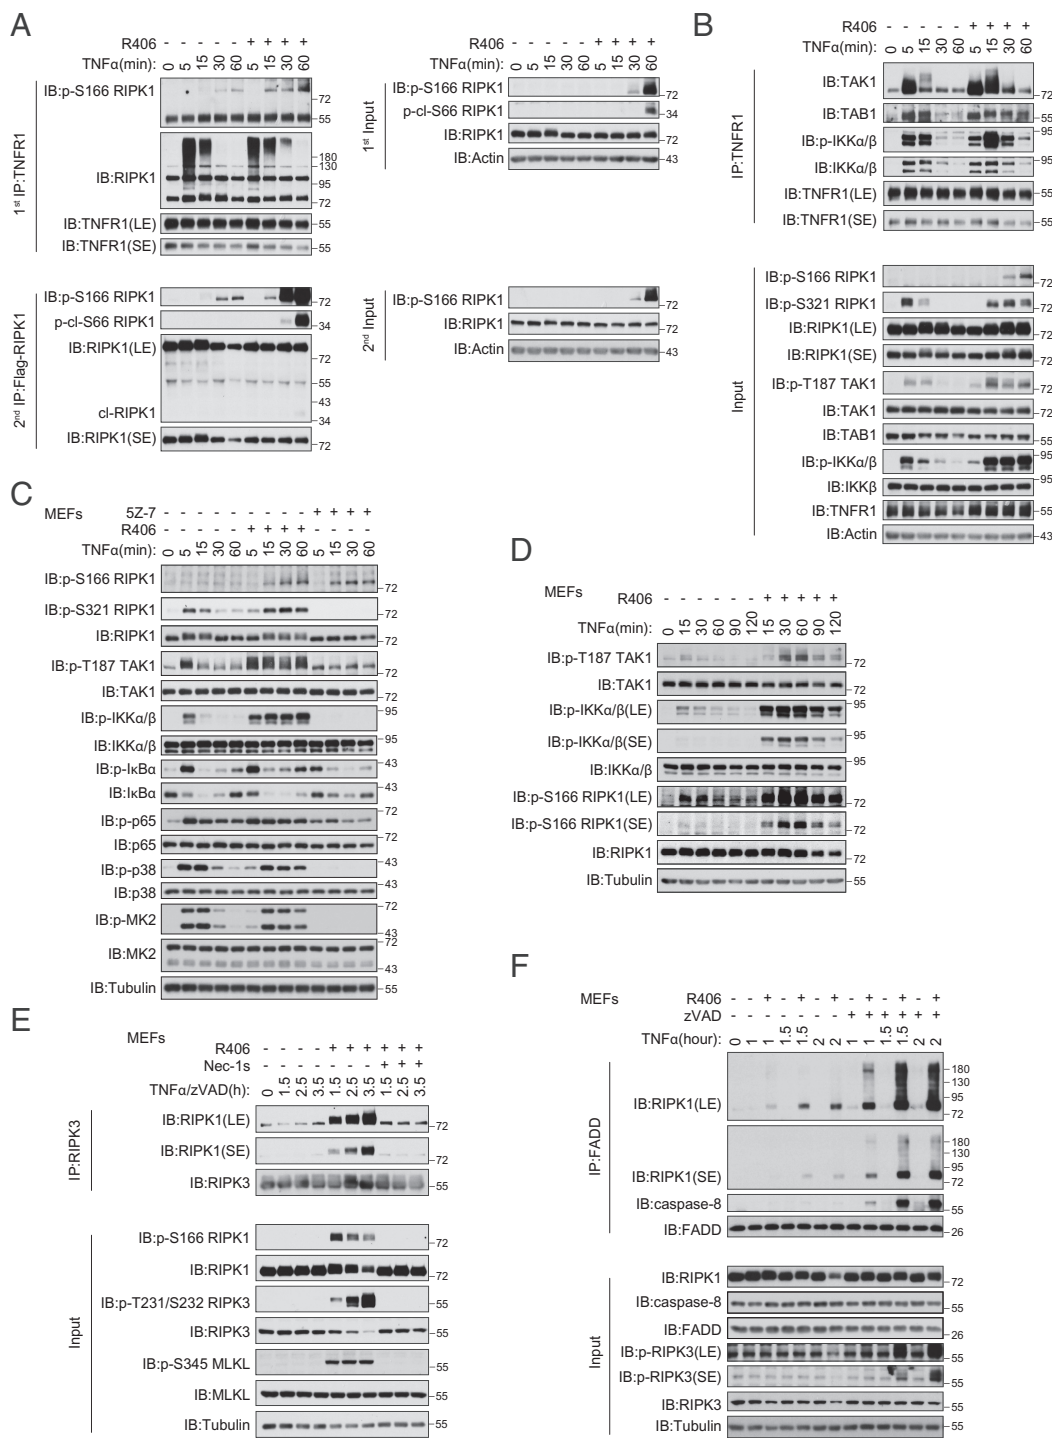 A
R406 - - - - - + + + +
TNFα(min): 0 5 15 30 60 5 15 30 60
1st IP:TNFR1
IB:p-S166 RIPK1
72
55
IB:RIPK1
180
130
95
72
IB:TNFR1(LE)
55
IB:TNFR1(SE)
55
2nd IP:Flag-RIPK1
IB:p-S166 RIPK1
72
p-cl-S66 RIPK1
34
IB:RIPK1(LE)
72
55
43
cl-RIPK1
34
IB:RIPK1(SE)
72
R406 - - - - - + + + +
TNFα(min): 0 5 15 30 60 5 15 30 60
1st Input
IB:p-S166 RIPK1
72
p-cl-S66 RIPK1
34
IB:RIPK1
72
IB:Actin
43
2nd Input
IB:p-S166 RIPK1
72
IB:RIPK1
72
IB:Actin
43
B
R406 - - - - - + + + +
TNFα(min): 0 5 15 30 60 5 15 30 60
IP:TNFR1
IB:TAK1
72
IB:TAB1
55
IB:p-IKKα/β
95
IB:IKKα/β
95
IB:TNFR1(LE)
55
IB:TNFR1(SE)
55
Input
IB:p-S166 RIPK1
72
IB:p-S321 RIPK1
72
IB:RIPK1(LE)
72
IB:RIPK1(SE)
72
IB:p-T187 TAK1
72
IB:TAK1
72
IB:TAB1
55
IB:p-IKKα/β
95
IB:IKKβ
95
IB:TNFR1
55
IB:Actin
43
C
MEFs 5Z-7 - - - - - - - - - + + + +
R406 - - - - - + + + + - - - -
TNFα(min): 0 5 15 30 60 5 15 30 60 5 15 30 60
IB:p-S166 RIPK1
72
IB:p-S321 RIPK1
72
IB:RIPK1
72
IB:p-T187 TAK1
72
IB:TAK1
72
IB:p-IKKα/β
95
IB:IKKα/β
95
IB:p-IκBα
43
IB:IκBα
43
IB:p-p65
72
IB:p65
72
IB:p-p38
43
IB:p38
43
IB:p-MK2
72
43
IB:MK2
72
43
IB:Tubulin
55
D
MEFs
R406 - - - - - - + + + + +
TNFα(min): 0 15 30 60 90 120 15 30 60 90 120
IB:p-T187 TAK1
72
IB:TAK1
72
IB:p-IKKα/β(LE)
95
IB:p-IKKα/β(SE)
95
IB:IKKα/β
95
IB:p-S166 RIPK1(LE)
72
IB:p-S166 RIPK1(SE)
72
IB:RIPK1
72
IB:Tubulin
55
E
MEFs
R406 - - - - + + + + + +
Nec-1s - - - - - - - + + +
TNFα/zVAD(h): 0 1.5 2.5 3.5 1.5 2.5 3.5 1.5 2.5 3.5
IP:RIPK3
IB:RIPK1(LE)
72
IB:RIPK1(SE)
72
IB:RIPK3
55
Input
IB:p-S166 RIPK1
72
IB:RIPK1
72
IB:p-T231/S232 RIPK3
55
IB:RIPK3
55
IB:p-S345 MLKL
55
IB:MLKL
55
IB:Tubulin
55
F
MEFs R406 - - + - + - + - + - + - +
zVAD - - - - - - - + + + + + +
TNFα(hour): 0 1 1 1.5 1.5 2 2 1 1 1.5 1.5 2 2
IP:FADD
IB:RIPK1(LE)
180
130
95
72
IB:RIPK1(SE)
180
130
95
72
IB:caspase-8
55
IB:FADD
26
Input
IB:RIPK1
72
IB:caspase-8
55
IB:FADD
26
IB:p-RIPK3(LE)
55
IB:p-RIPK3(SE)
55
IB:RIPK3
55
IB:Tubulin
55